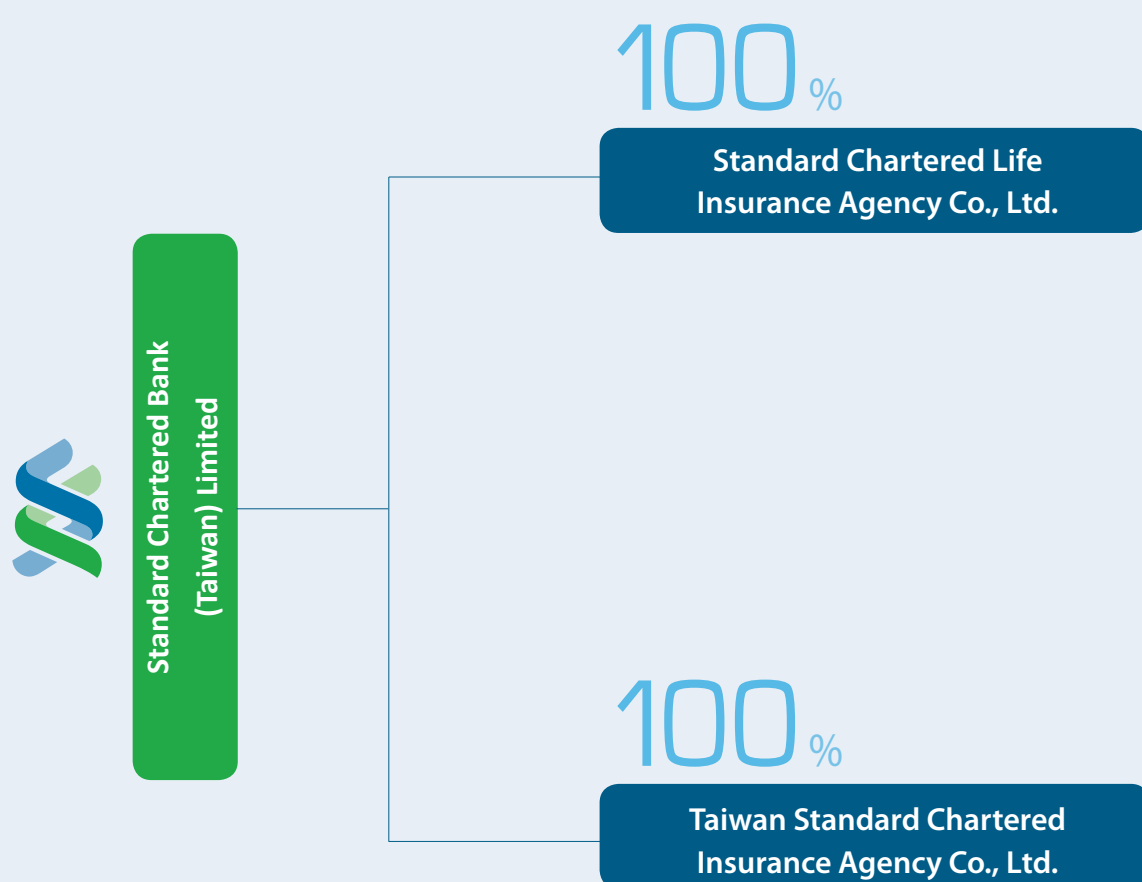 100 %
Standard Chartered Life
Insurance Agency Co., Ltd.
Standard Chartered Bank
(Taiwan) Limited
100 %
Taiwan Standard Chartered
Insurance Agency Co., Ltd.